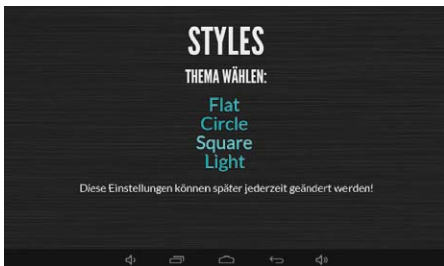 STYLES
THEMA WÄHLEN:
Flat
Circle
Square
Light
Diese Einstellungen können später jederzeit geändert werden!